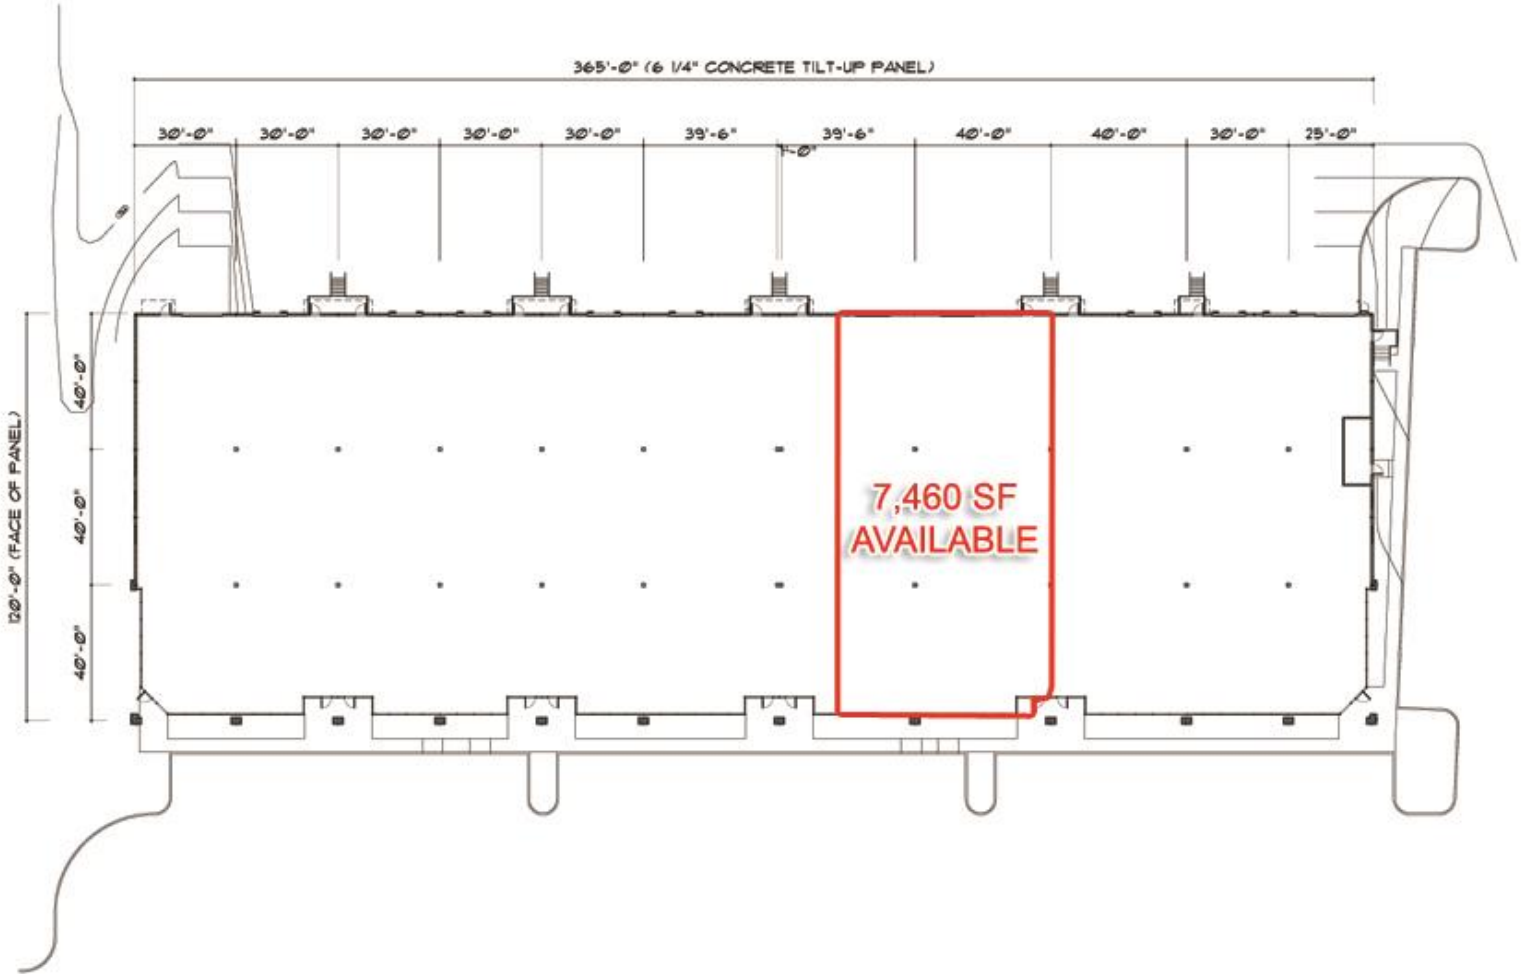 365'-0" (6 1/4" CONCRETE TILT-UP PANEL)
30'-0" 30'-0" 30'-0" 30'-0" 30'-0" 39'-6" 39'-6" 40'-0" 40'-0" 30'-0" 25'-0"
1'-0"
120'-0" (FACE OF PANEL)
40'-0"
40'-0"
40'-0"
7,460 SF
AVAILABLE